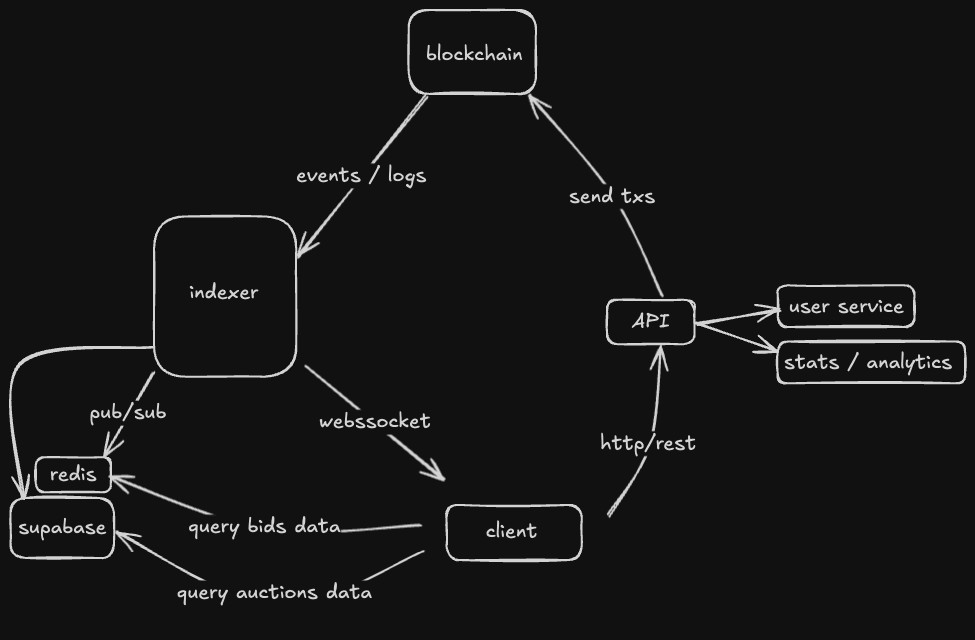 blockchain
events / logs
send txs
indexer
user service
API
stats / analytics
pub/sub
webssocket
http/rest
redis
query bids data
supabase
client
query auctions data